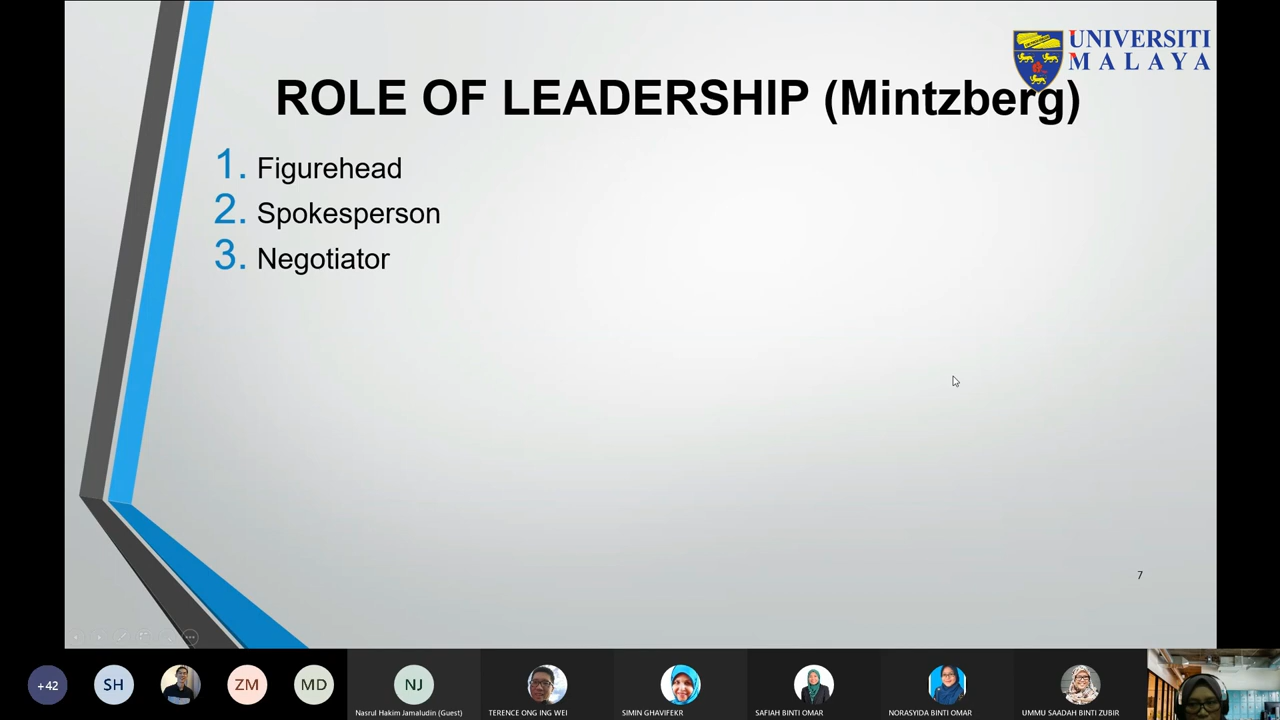 UNIVERSITI
MALAYA
ROLE OF LEADERSHIP (Mintzberg)
1. Figurehead
2. Spokesperson
3. Negotiator
7
+42
SH
ZM
MD
NJ
Nasrul Hakim Jamaludin (Guest)
TERENCE ONG ING WEI
SIMIN GHAVIFEKR
SAFIAH BINTI OMAR
NORASYIDA BINTI OMAR
UMMU SAADAH BINTI ZUBIR